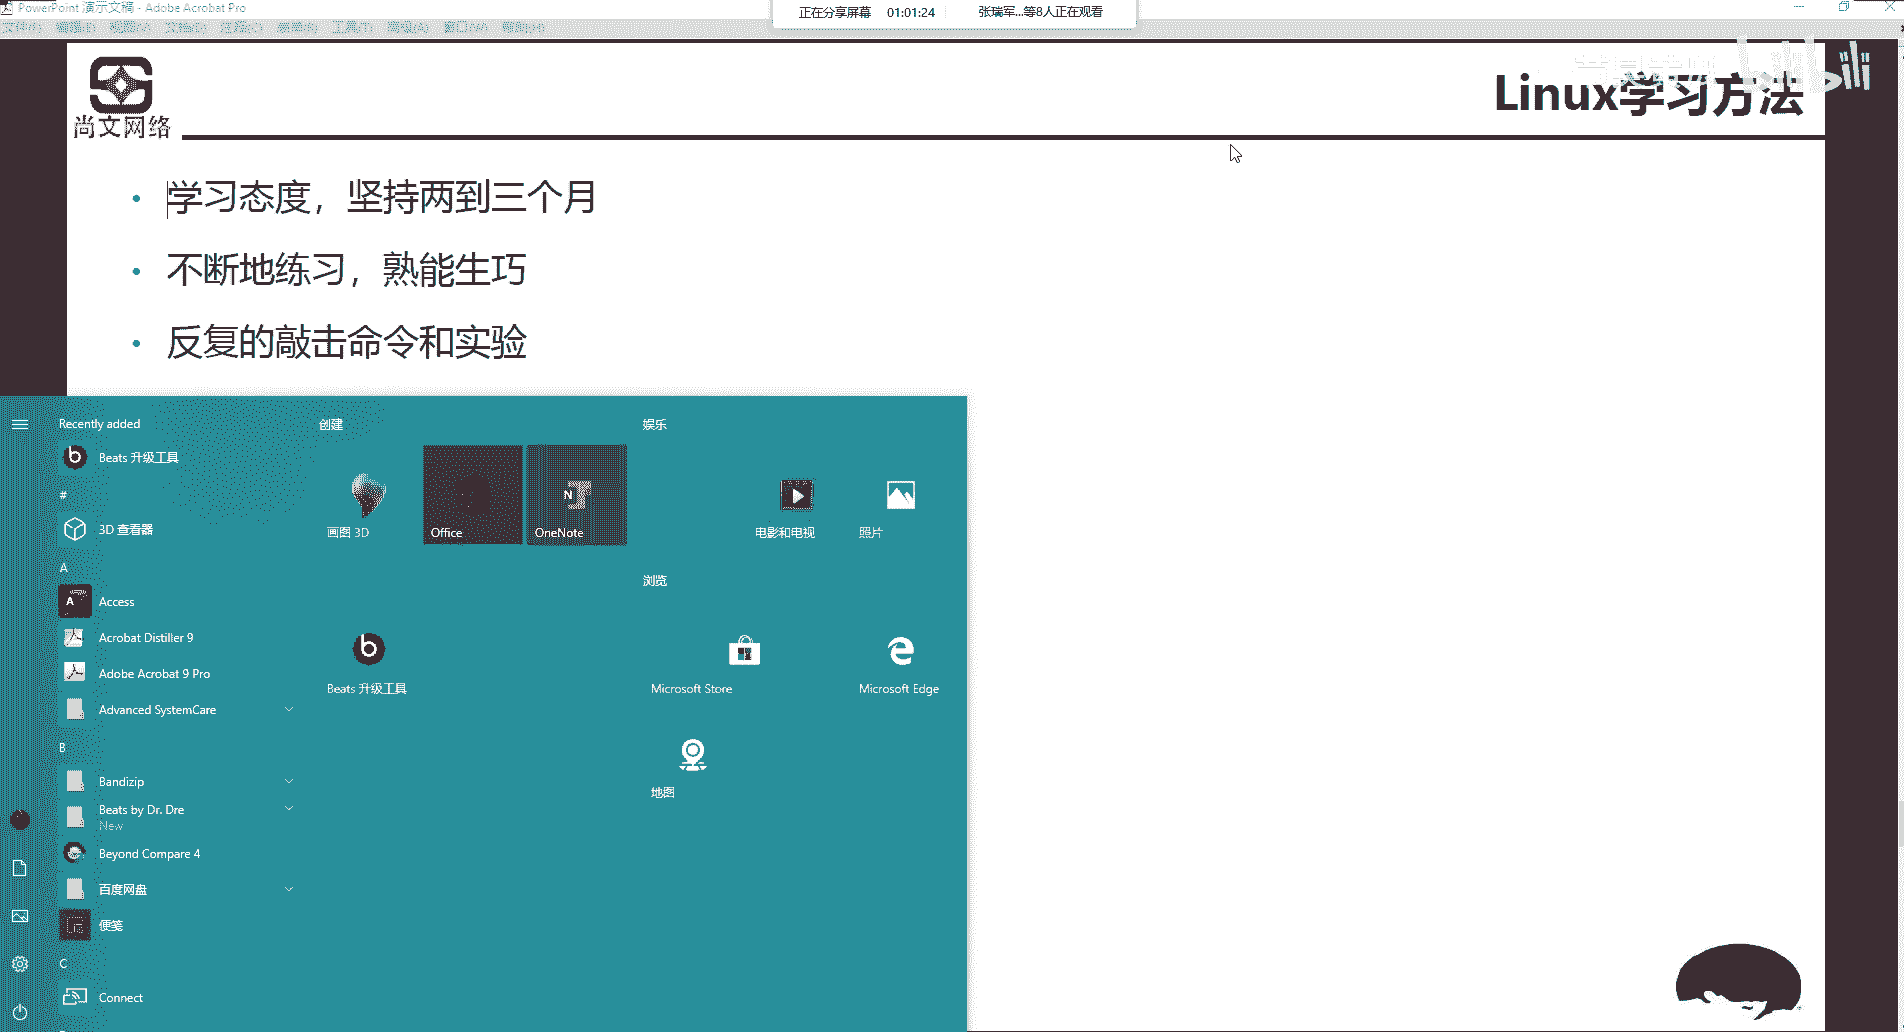 PowerPoint 演示文稿 - Adobe Acrobat Pro
正在分享屏幕 01:01:24 张瑞军...等8人正在观看
bilibili
尚文网络
Linux学习方法
• 学习态度，坚持两到三个月
• 不断地练习，熟能生巧
• 反复的敲击命令和实验
Recently added
Beats 升级工具
#
3D 查看器
A
Access
Acrobat Distiller 9
Adobe Acrobat 9 Pro
Advanced SystemCare
B
Bandizip
Beats by Dr. Dre
New
Beyond Compare 4
百度网盘
便笺
C
Connect
创建
画图 3D
Office
OneNote
Beats 升级工具
娱乐
电影和电视
照片
浏览
Microsoft Store
Microsoft Edge
地图